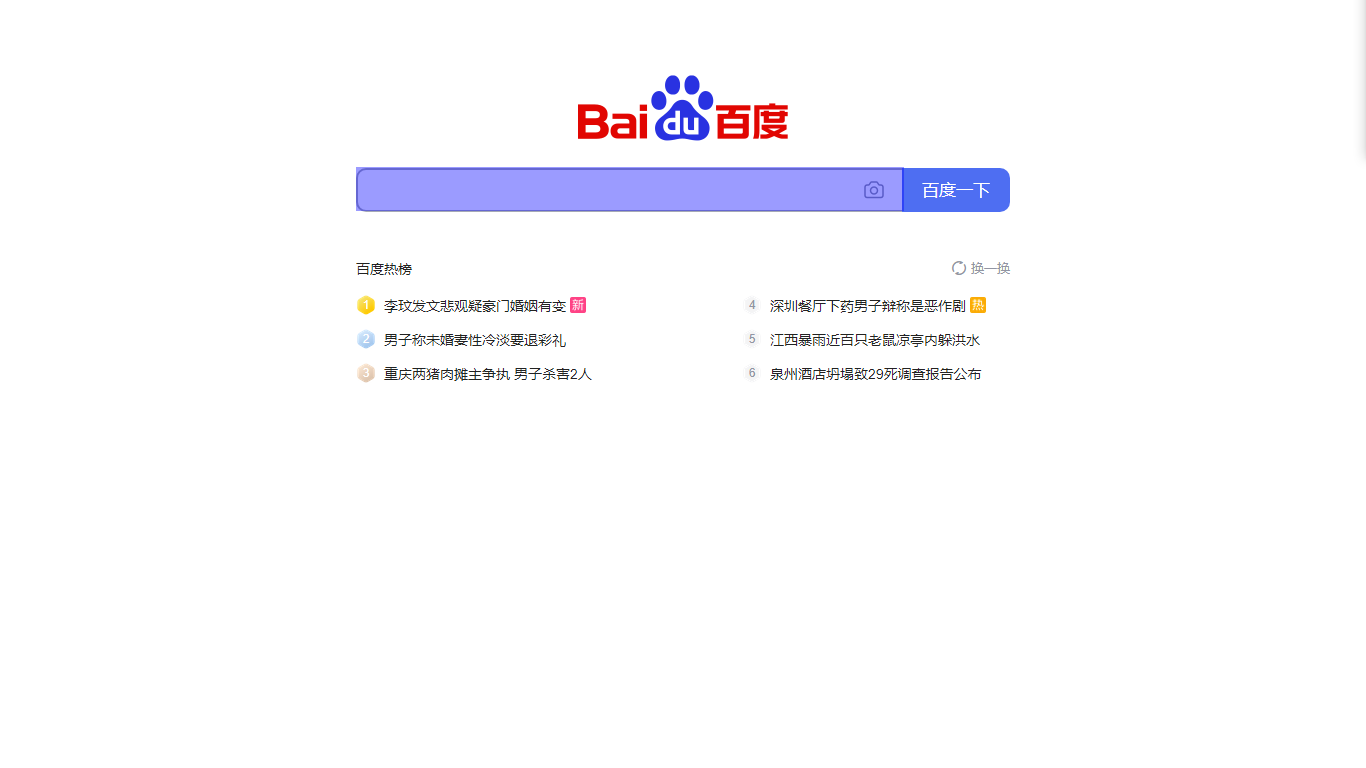 Bai du 百度
百度一下
百度热榜
换一换
1 李玟发文悲观疑豪门婚姻有变 新
2 男子称未婚妻性冷淡要退彩礼
3 重庆两猪肉摊主争执 男子杀害2人
4 深圳餐厅下药男子辩称是恶作剧 热
5 江西暴雨近百只老鼠凉亭内躲洪水
6 泉州酒店坍塌致29死调查报告公布